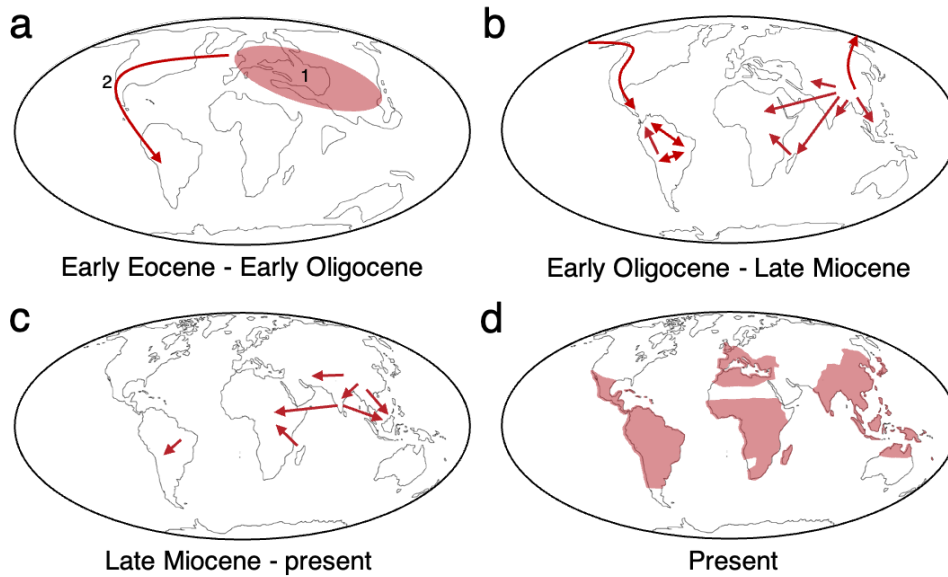 a
b
1
2
Early Eocene - Early Oligocene
Early Oligocene - Late Miocene
c
d
Late Miocene - present
Present